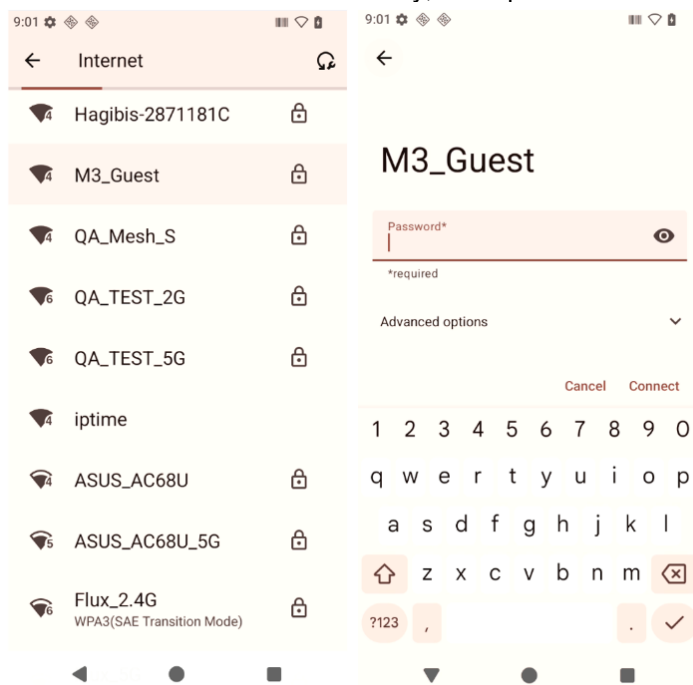 9:01
Internet
Hagibis-2871181C
M3_Guest
QA_Mesh_S
QA_TEST_2G
QA_TEST_5G
iptime
ASUS_AC68U
ASUS_AC68U_5G
Flux_2.4G
WPA3(SAE Transition Mode)
9:01
M3_Guest
Password*
*required
Advanced options
Cancel Connect
1 2 3 4 5 6 7 8 9 0
q w e r t y u i o p
a s d f g h j k l
z x c v b n m
?123 , .